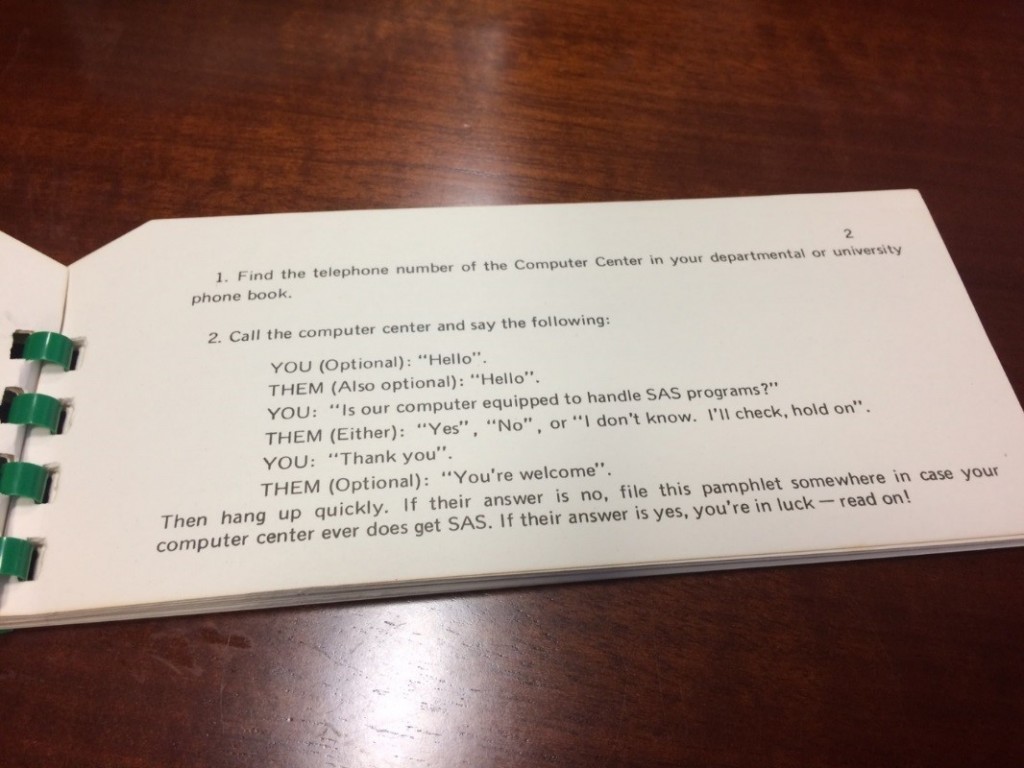 2
1. Find the telephone number of the Computer Center in your departmental or university
phone book.
2. Call the computer center and say the following:
YOU (Optional): “Hello”.
THEM (Also optional): “Hello”.
YOU: “Is our computer equipped to handle SAS programs?”
THEM (Either): “Yes”, “No”, or “I don't know. I'll check, hold on”.
YOU: “Thank you”.
THEM (Optional): “You're welcome”.
Then hang up quickly. If their answer is no, file this pamphlet somewhere in case your
computer center ever does get SAS. If their answer is yes, you're in luck — read on!